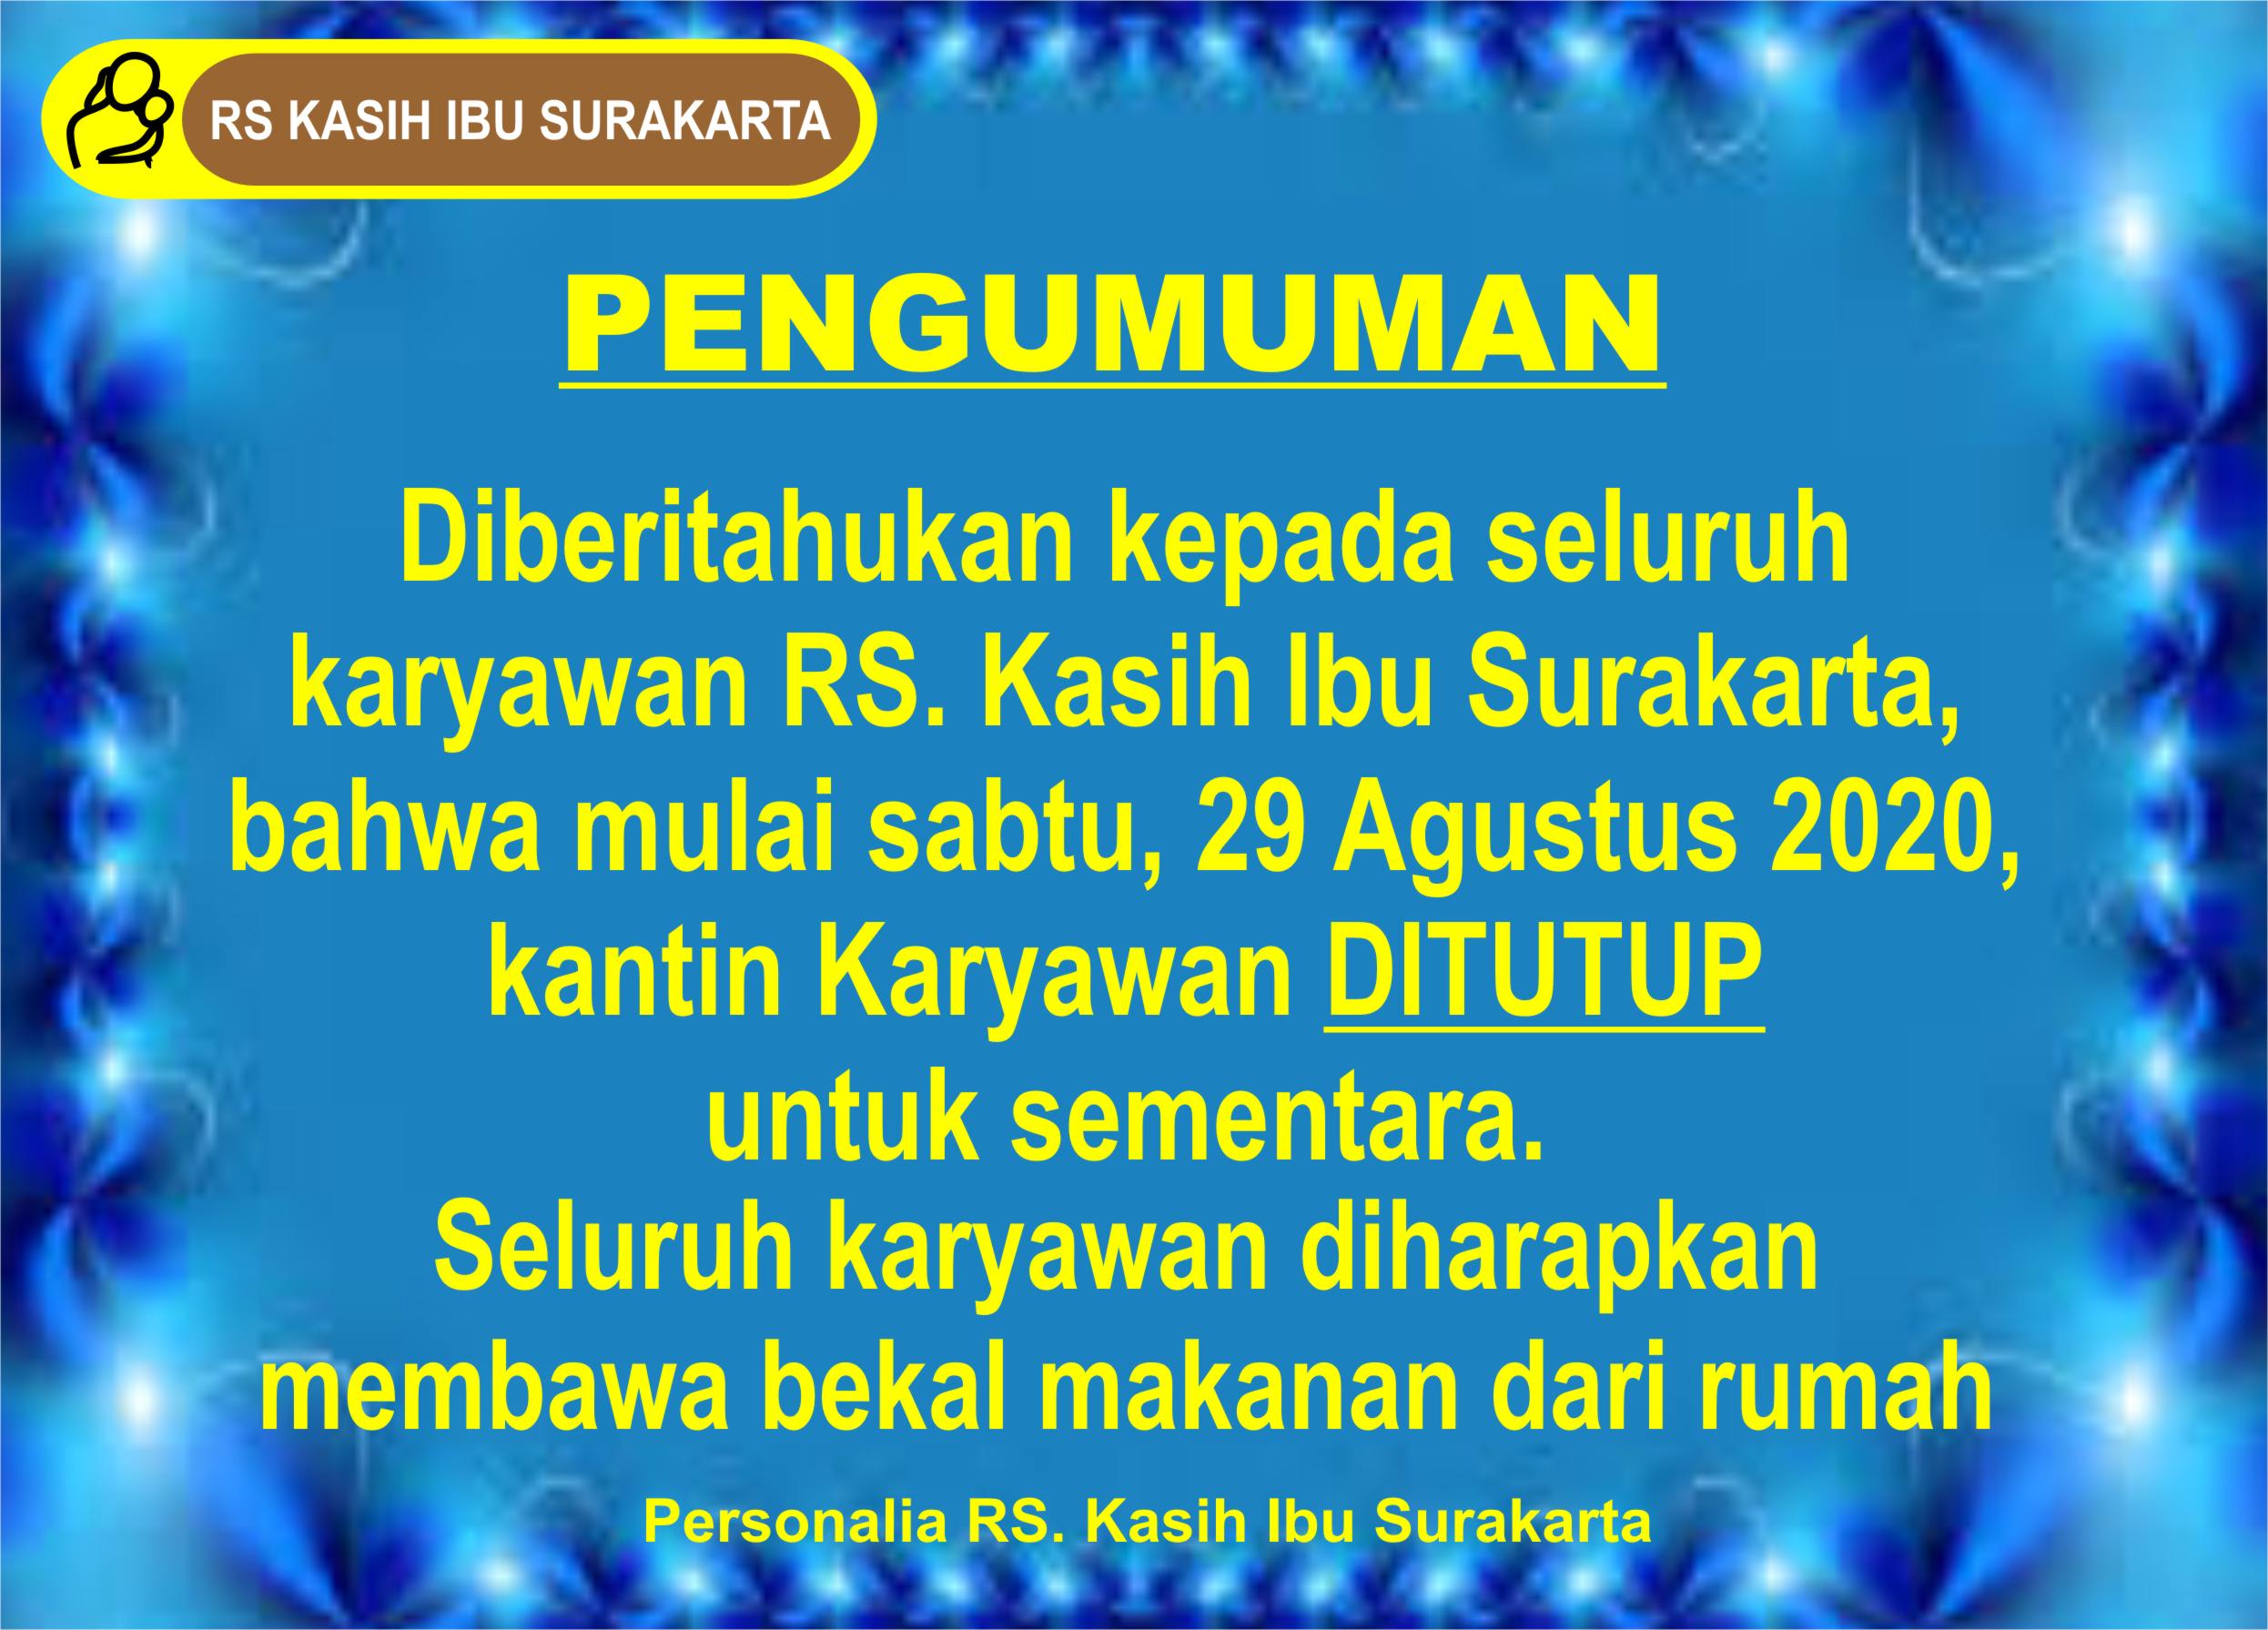 RS KASIH IBU SURAKARTA
PENGUMUMAN
Diberitahukan kepada seluruh
karyawan RS. Kasih Ibu Surakarta,
bahwa mulai sabtu, 29 Agustus 2020,
kantin Karyawan DITUTUP
untuk sementara.
Seluruh karyawan diharapkan
membawa bekal makanan dari rumah
Personalia RS. Kasih Ibu Surakarta